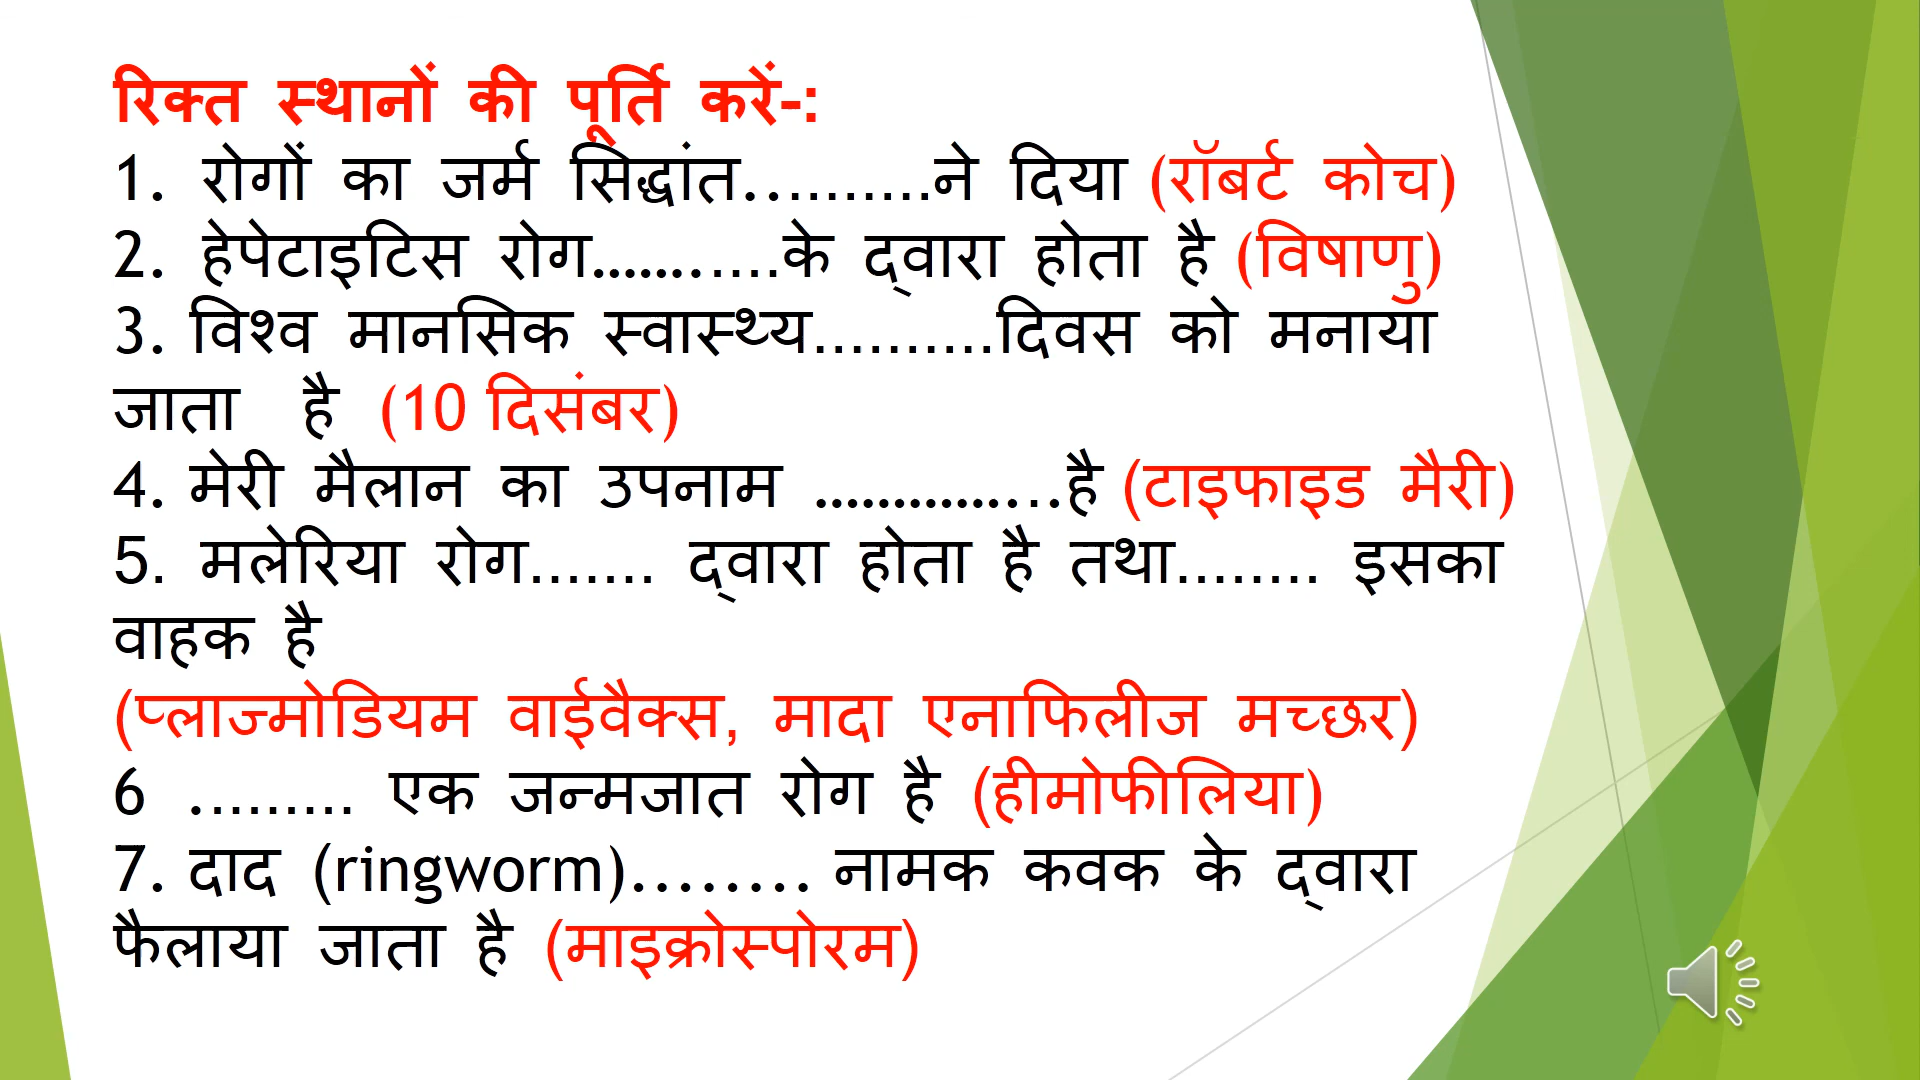 रिक्त स्थानों की पूर्ति करें-:
1. रोगों का जर्म सिद्धांत..........ने दिया (रॉबर्ट कोच)
2. हेपेटाइटिस रोग...........के द्वारा होता है (विषाणु)
3. विश्व मानसिक स्वास्थ्य..........दिवस को मनाया
जाता है (10 दिसंबर)
4. मेरी मैलान का उपनाम ...............है (टाइफाइड मैरी)
5. मलेरिया रोग....... द्वारा होता है तथा........ इसका
वाहक है
(प्लाज्मोडियम वाईवैक्स, मादा एनाफिलीज मच्छर)
6 ......... एक जन्मजात रोग है (हीमोफीलिया)
7. दाद (ringworm)........ नामक कवक के द्वारा
फैलाया जाता है (माइक्रोस्पोरम)